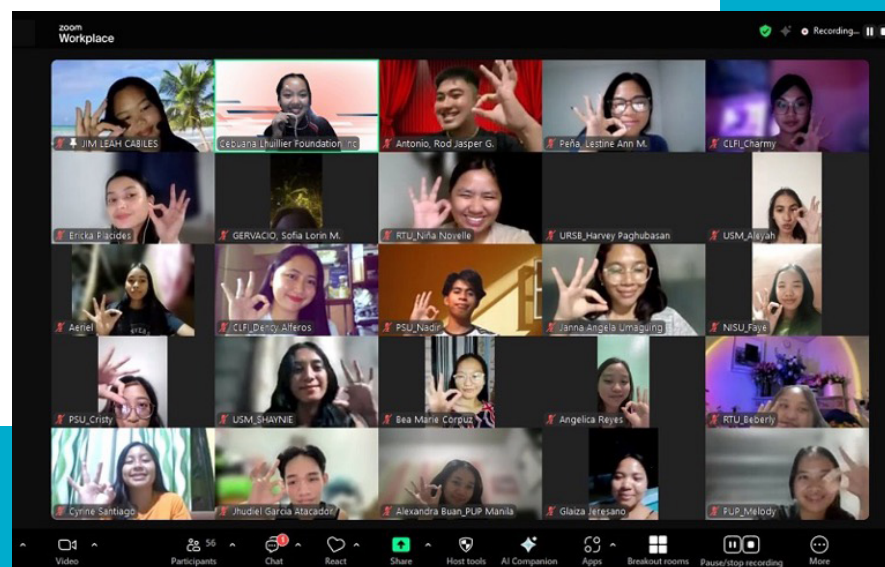 zoom
Workplace
Recording...
JIM LEAH CABILES
Cebuana Lhuillier Foundation Inc
Antonio, Rod Jasper G.
Peña, Lestine Ann M.
CLFI_Charmy
Ericka Placides
GERVACIO, Sofia Lorin M.
RTU_Niña Novelle
URSB_Harvey Paghubasan
USM_Aleyah
Aeriel
CLFI_Dency Alferos
PSU_Nadir
Janna Angela Umaguing
NISU_Faye
PSU_Cristy
USM_SHAYNIE
Bea Marie Corpuz
Angelica Reyes
RTU_Beberly
Cyrine Santiago
Jhudiel Garcia Atacador
Alexandra Buan_PUP Manila
Glaiza Jeresano
PUP_Melody
56
1
Video
Participants
Chat
React
Share
Host tools
AI Companion
Apps
Breakout rooms
Pause/stop recording
More